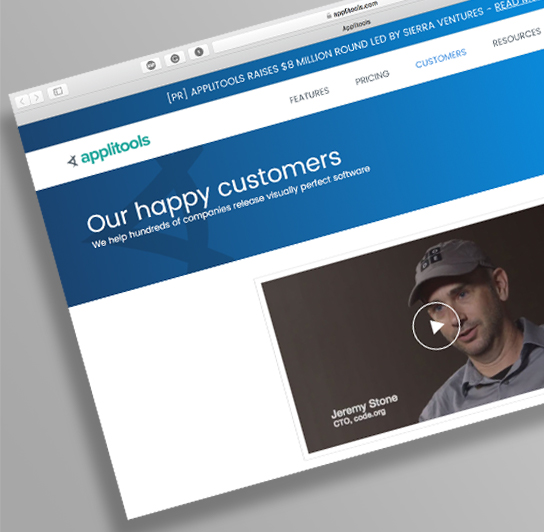 applitools.com
Applitools
[PR] APPLITOOLS RAISES $8 MILLION ROUND LED BY SIERRA VENTURES - READ
FEATURES
PRICING
CUSTOMERS
RESOURCES
applitools
Our happy customers
We help hundreds of companies release visually perfect software
Jeremy Stone
CTO, code.org